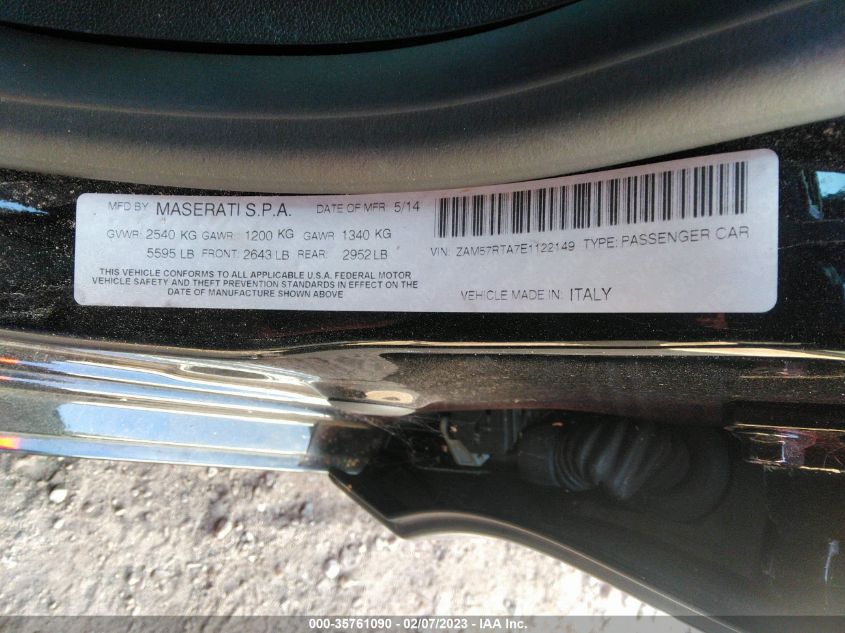 MFD BY MASERATI S.P.A. DATE OF MFR 5/14
GVWR: 2540 KG GAWR: 1200 KG GAWR: 1340 KG
5595 LB FRONT: 2643 LB REAR: 2952 LB
THIS VEHICLE CONFORMS TO ALL APPLICABLE U.S.A. FEDERAL MOTOR
VEHICLE SAFETY AND THEFT PREVENTION STANDARDS IN EFFECT ON THE
DATE OF MANUFACTURE SHOWN ABOVE
VIN: ZAM57RTA7E1122149 TYPE: PASSENGER CAR
VEHICLE MADE IN: ITALY
000-35761090 - 02/07/2023 - IAA Inc.